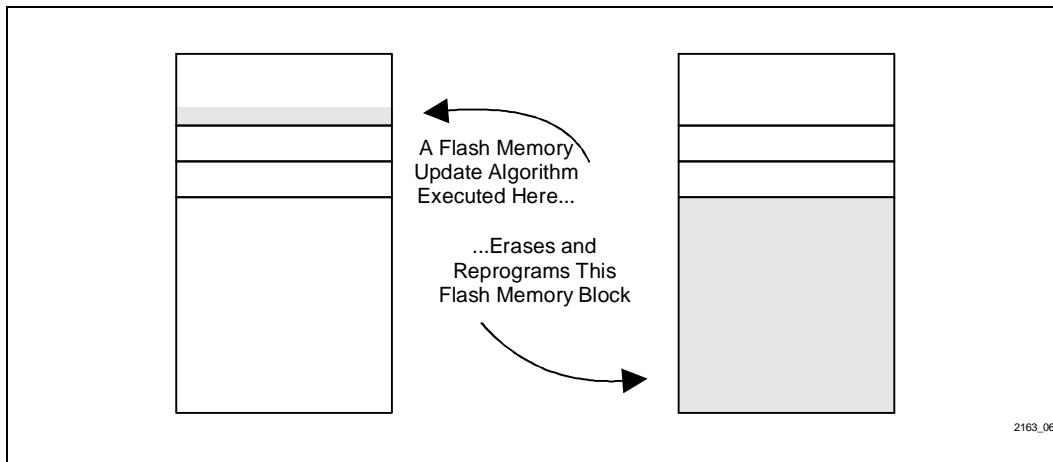 A Flash Memory
Update Algorithm
Executed Here...
...Erases and
Reprograms This
Flash Memory Block
2163_06